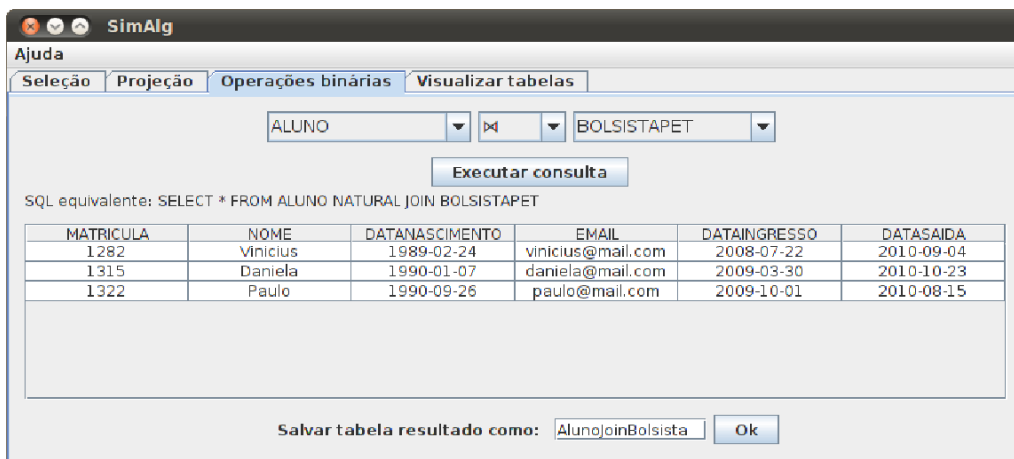 SimAlg
Ajuda
Seleção Projeção Operações binárias Visualizar tabelas
ALUNO ⋈ BOLSISTAPET
Executar consulta
SQL equivalente: SELECT * FROM ALUNO NATURAL JOIN BOLSISTAPET
MATRICULA NOME DATANASCIMENTO EMAIL DATAINGRESSO DATASAIDA
1282 Vinicius 1989-02-24 vinicius@mail.com 2008-07-22 2010-09-04
1315 Daniela 1990-01-07 daniela@mail.com 2009-03-30 2010-10-23
1322 Paulo 1990-09-26 paulo@mail.com 2009-10-01 2010-08-15
Salvar tabela resultado como: AlunoJoinBolsista Ok